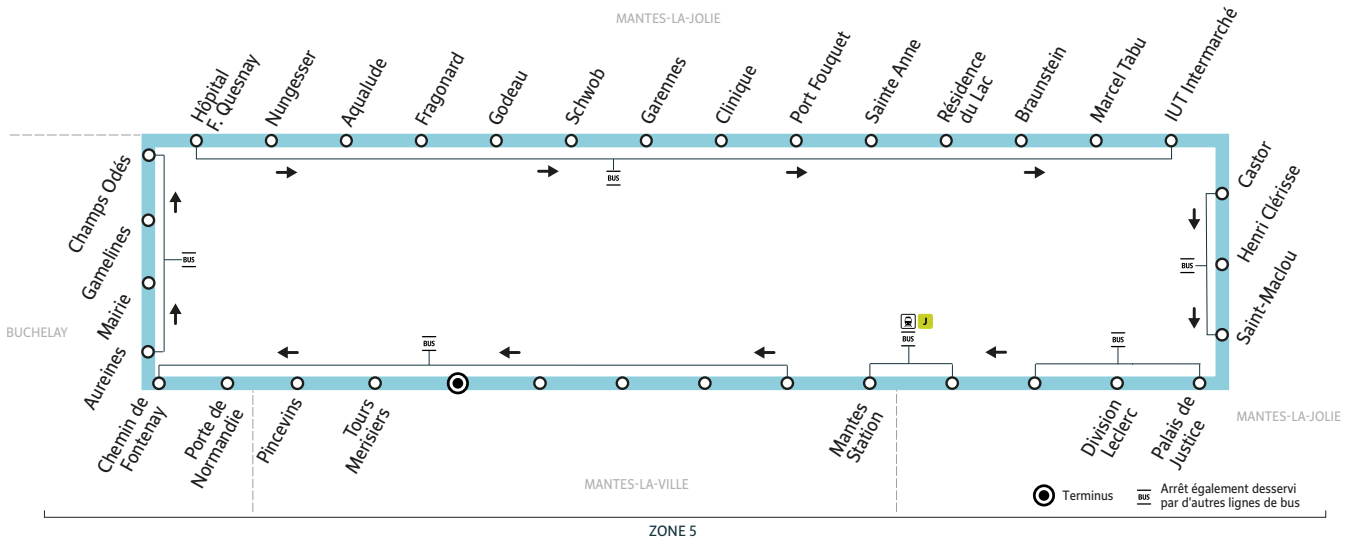 MANTES-LA-JOLIE
Hôpital
F. Quesnay
Nungesser
Aqualude
Fragonard
Godeau
Schwob
Garennes
Clinique
Port Fouquet
Sainte Anne
Résidence
du Lac
Braunstein
Marcel Tabu
IUT Intermarché
BUS
Champs Odés
Gamelines
Mairie
Aureines
BUS
BUCHELAY
Castor
Henri Clérisse
Saint-Maclou
BUS
BUS
J
BUS
BUS
Chemin de
Fontenay
Porte de
Normandie
Pincevins
Tours
Merisiers
Mantes
Station
Division
Leclerc
Palais de
Justice
MANTES-LA-JOLIE
MANTES-LA-VILLE
Terminus
BUS
Arrêt également desservi
par d'autres lignes de bus
ZONE 5